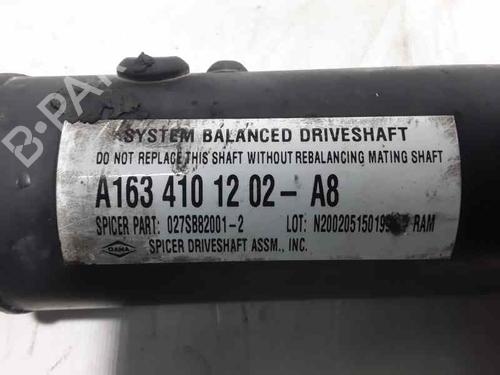 SYSTEM BALANCED DRIVESHAFT
DO NOT REPLACE THIS SHAFT WITHOUT REBALANCING MATING SHAFT
A163 410 12 02- A8
SPICER PART: 027SB82001-2 LOT: RAM
DANA SPICER DRIVESHAFT ASSM., INC.
B-PARTS